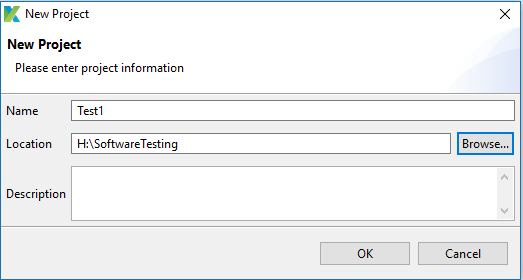 New Project
New Project
Please enter project information
Name Test1
Location H:\SoftwareTesting Browse...
Description
OK Cancel